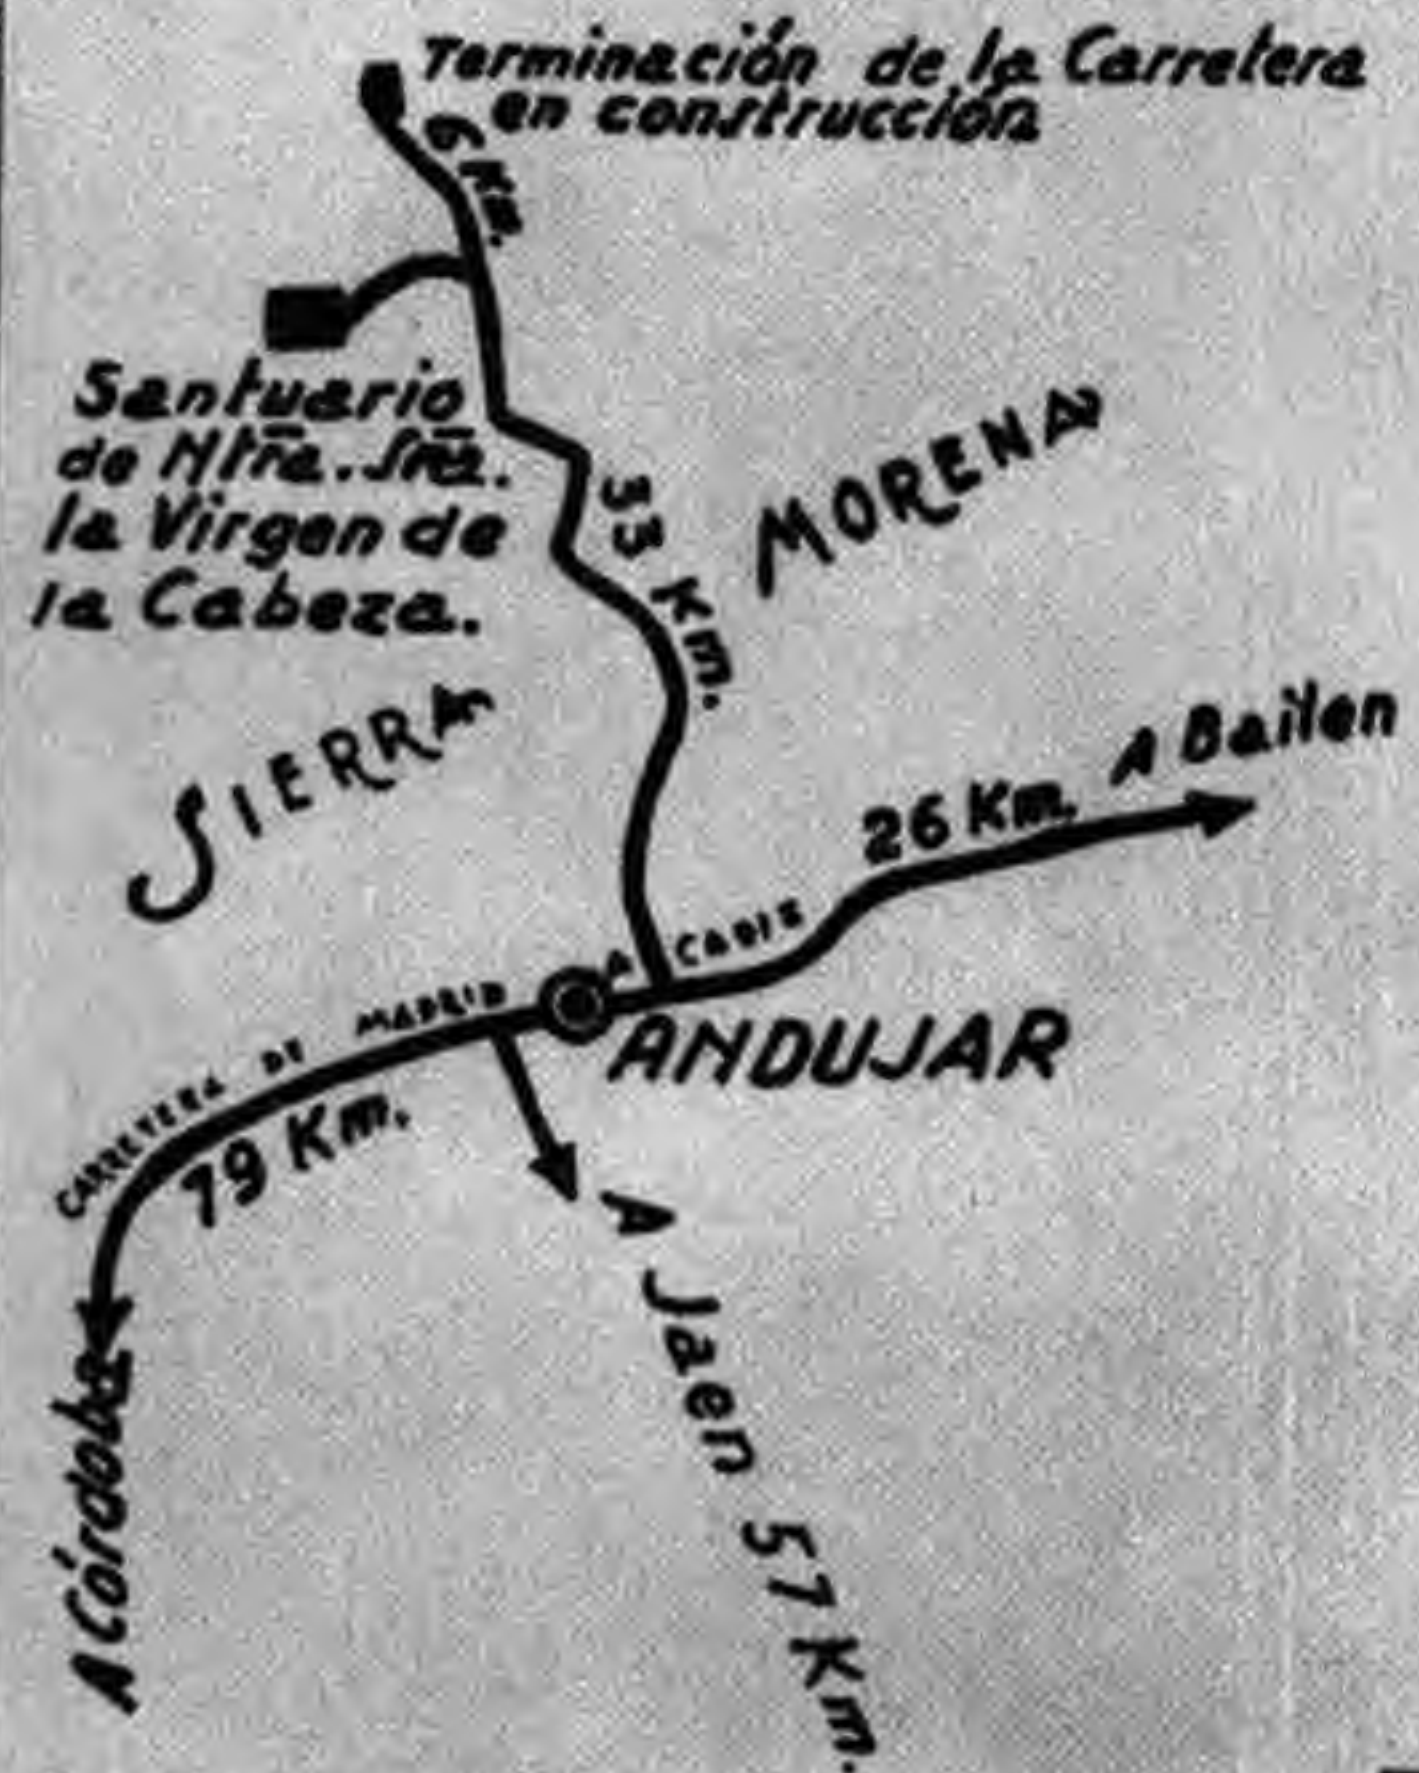 Terminación de la Carretera
en construcción
6 Km.
Santuario
de Ntra. Sra.
la Virgen de
la Cabeza.
33 Km.
SIERRA MORENA
A Bailen
26 Km.
CARRETERA DE MADRID A CADIZ
ANDUJAR
79 Km.
A Jaen 57 Km.
A Córdoba